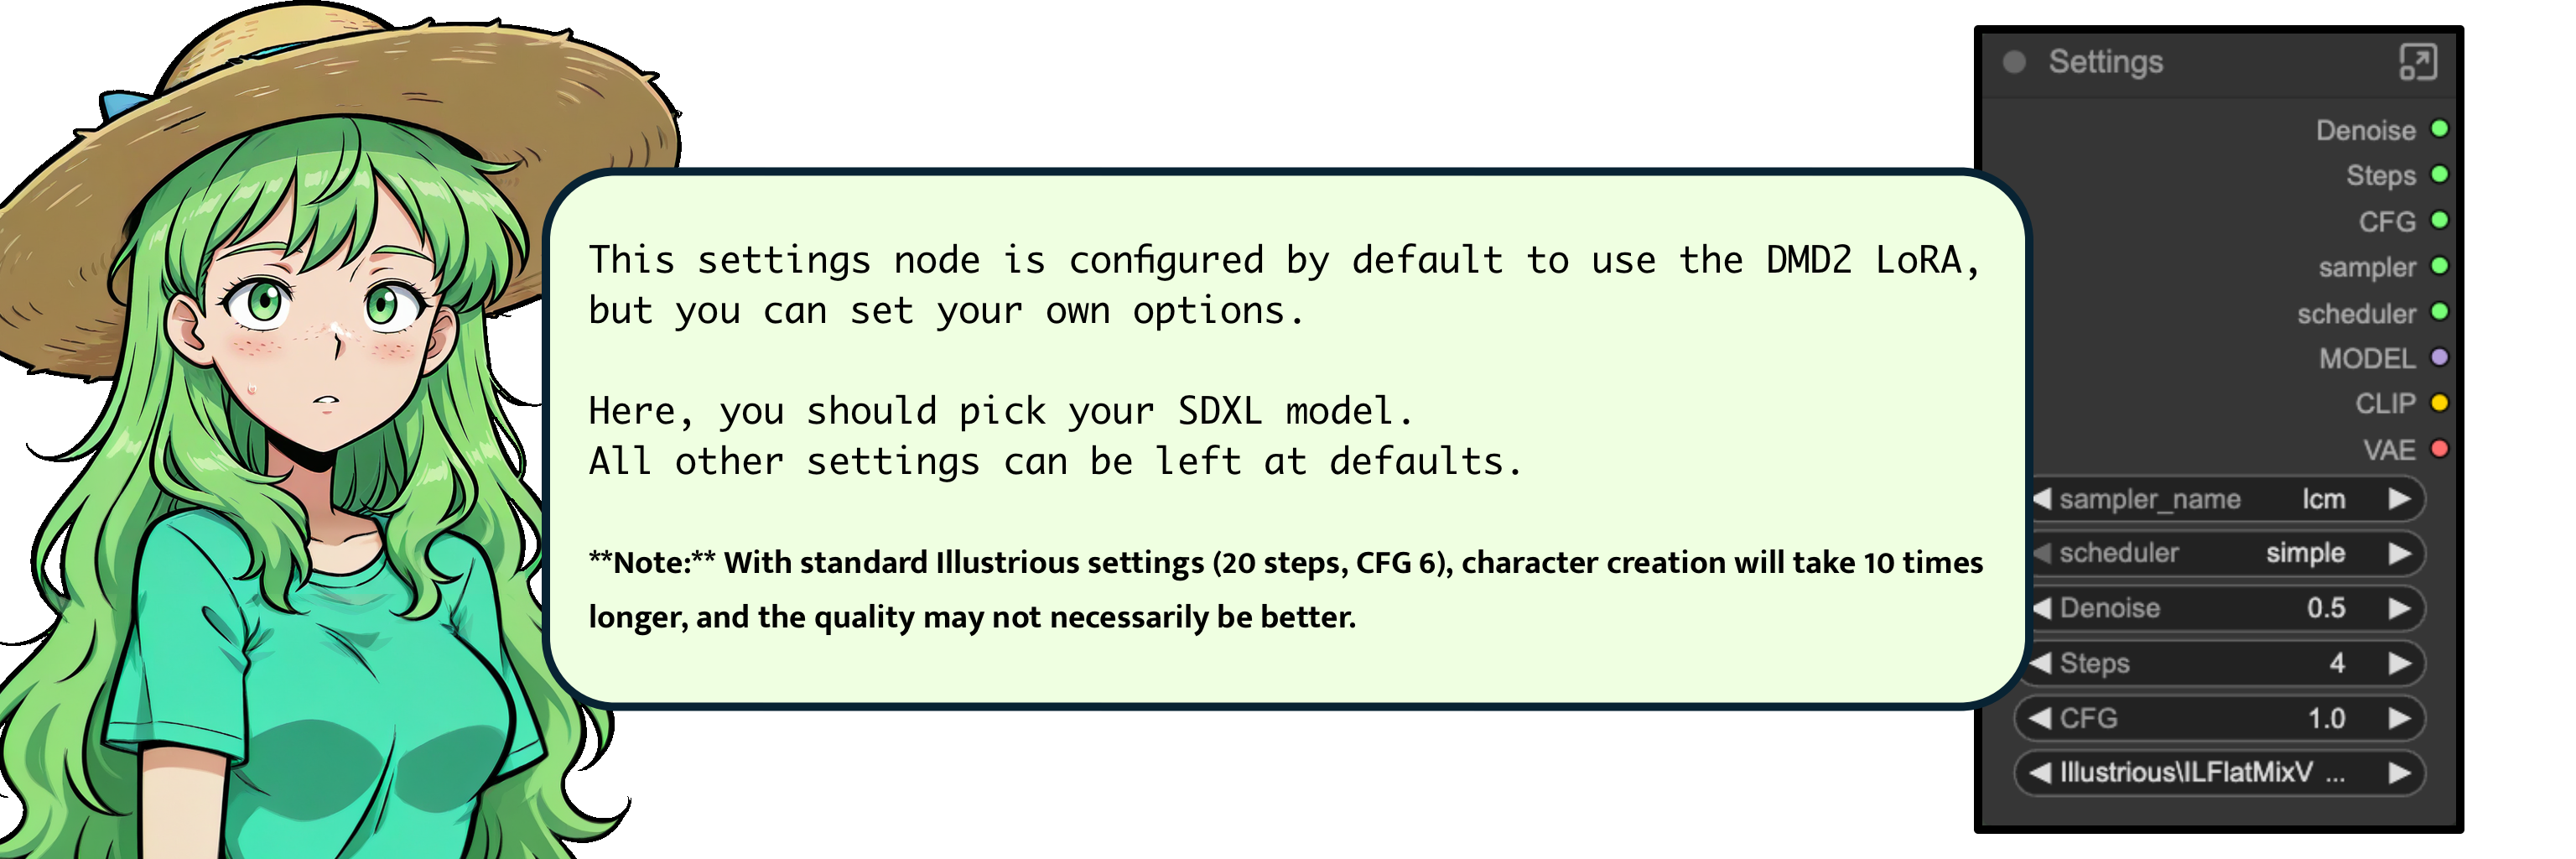 This settings node is configured by default to use the DMD2 LoRA,
but you can set your own options.
Here, you should pick your SDXL model.
All other settings can be left at defaults.
**Note:** With standard Illustrious settings (20 steps, CFG 6), character creation will take 10 times
longer, and the quality may not necessarily be better.
Settings
Denoise
Steps
CFG
sampler
scheduler
MODEL
CLIP
VAE
sampler_name lcm
scheduler simple
Denoise 0.5
Steps 4
CFG 1.0
Illustrious\ILFlatMixV ...